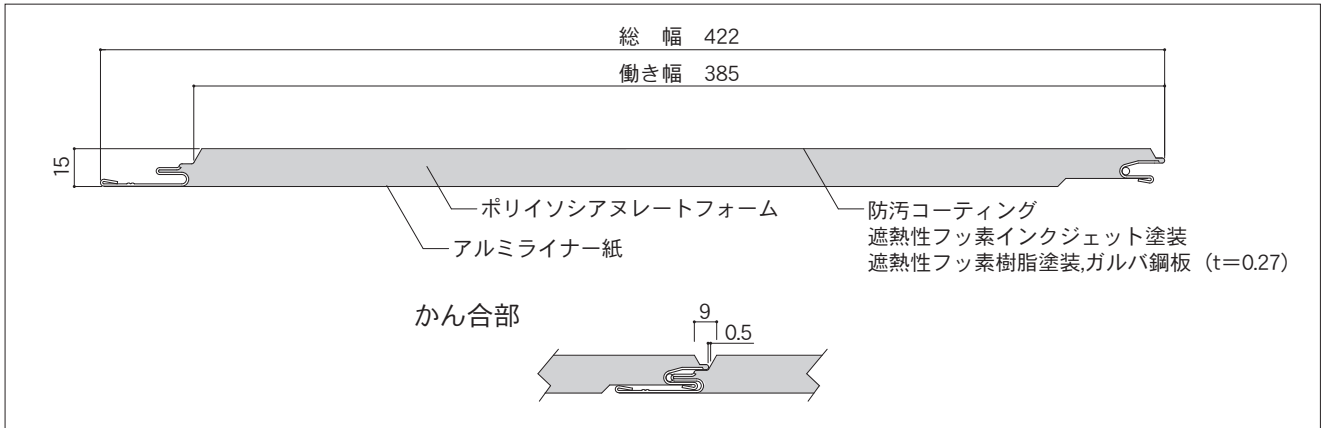 総　幅　422
働き幅　385
15
ポリイソシアヌレートフォーム
アルミライナー紙
防汚コーティング
遮熱性フッ素インクジェット塗装
遮熱性フッ素樹脂塗装,ガルバ鋼板（t＝0.27）
かん合部
9
0.5